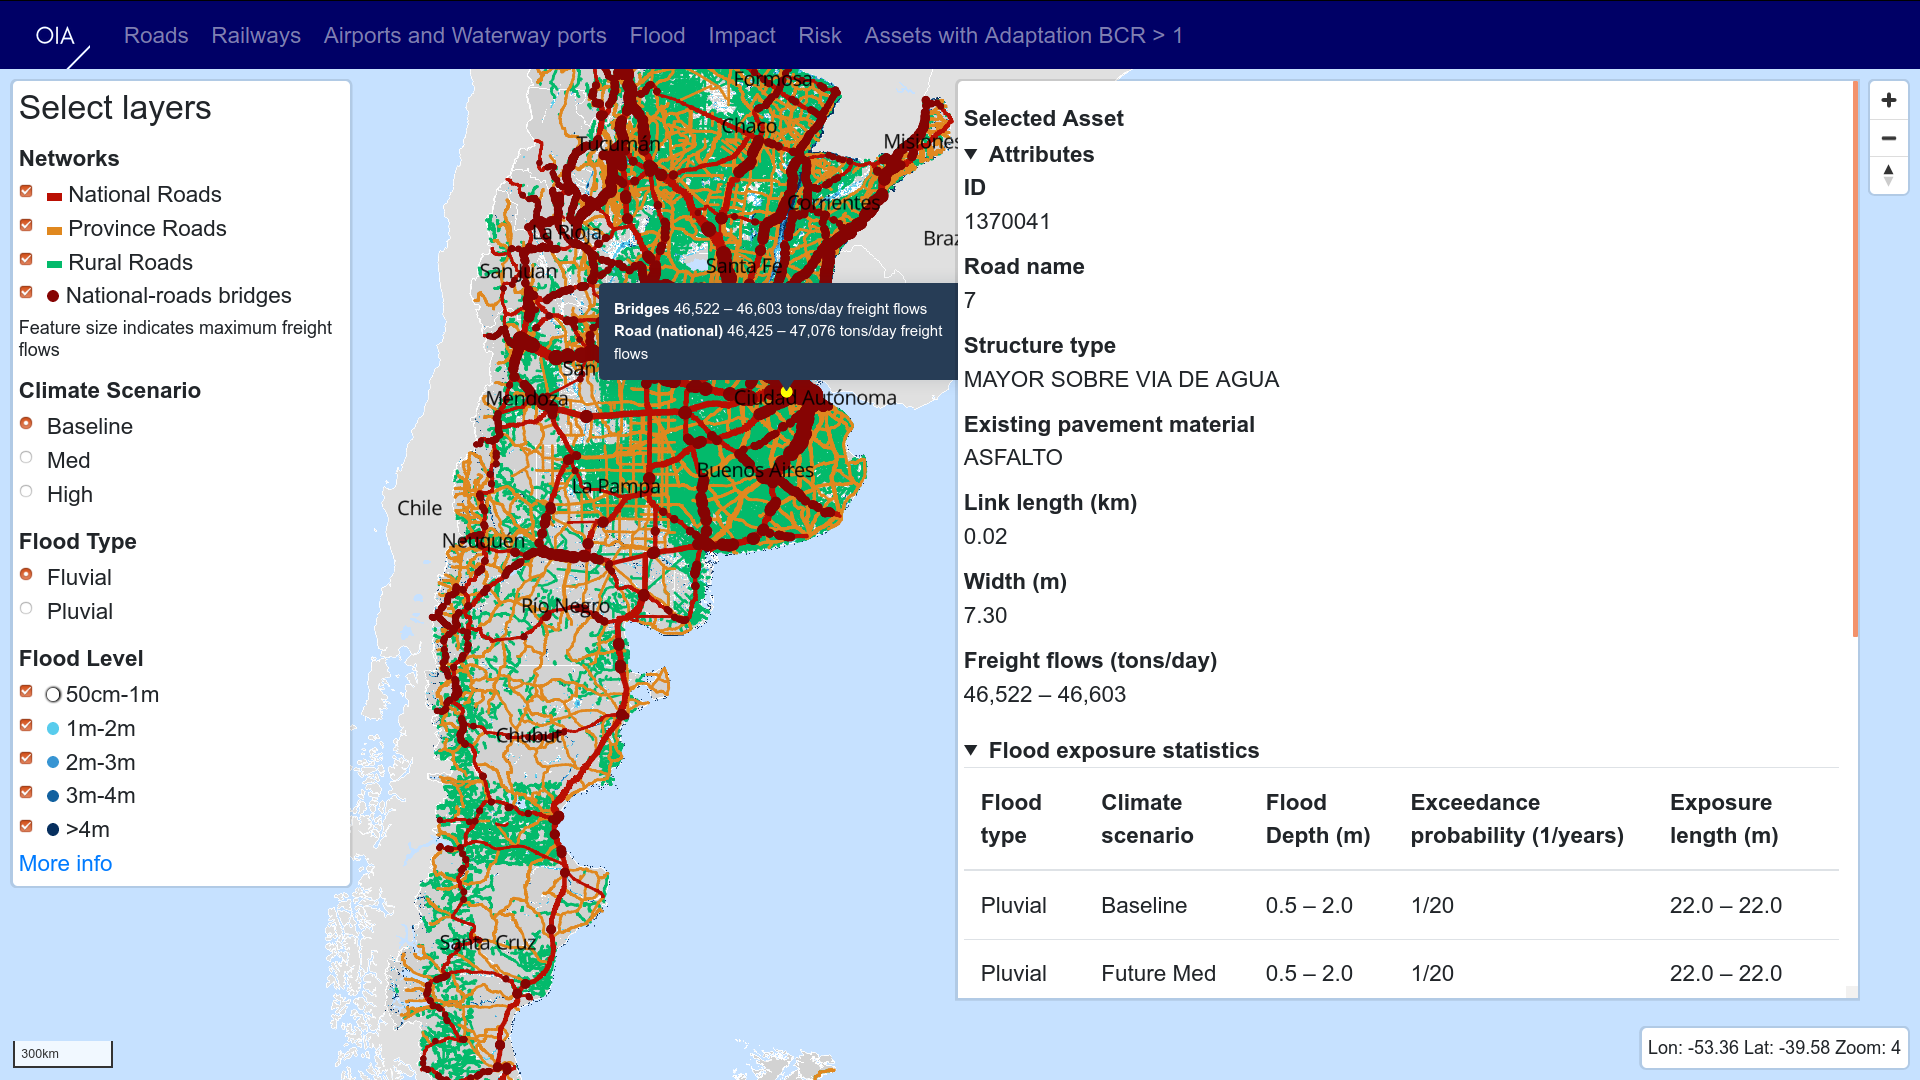 OIA
Roads Railways Airports and Waterway ports Flood Impact Risk Assets with Adaptation BCR > 1
Select layers
Networks
National Roads
Province Roads
Rural Roads
National-roads bridges
Feature size indicates maximum freight
flows
Climate Scenario
Baseline
Med
High
Flood Type
Fluvial
Pluvial
Flood Level
50cm-1m
1m-2m
2m-3m
3m-4m
>4m
More info
300km
Formosa
Chaco
Tucumán
Misiones
Corrientes
La Rioja
Santa Fe
San Juan
Bridges 46,522 – 46,603 tons/day freight flows
Road (national) 46,425 – 47,076 tons/day freight
flows
San
Mendoza
Ciudad Autónoma
Buenos Aires
La Pampa
Chile
Neuquén
Río Negro
Chubut
Santa Cruz
Selected Asset
Attributes
ID
1370041
Road name
7
Structure type
MAYOR SOBRE VIA DE AGUA
Existing pavement material
ASFALTO
Link length (km)
0.02
Width (m)
7.30
Freight flows (tons/day)
46,522 – 46,603
Flood exposure statistics
Flood type Climate scenario Flood Depth (m) Exceedance probability (1/years) Exposure length (m)
Pluvial Baseline 0.5 – 2.0 1/20 22.0 – 22.0
Pluvial Future Med 0.5 – 2.0 1/20 22.0 – 22.0
Lon: -53.36 Lat: -39.58 Zoom: 4